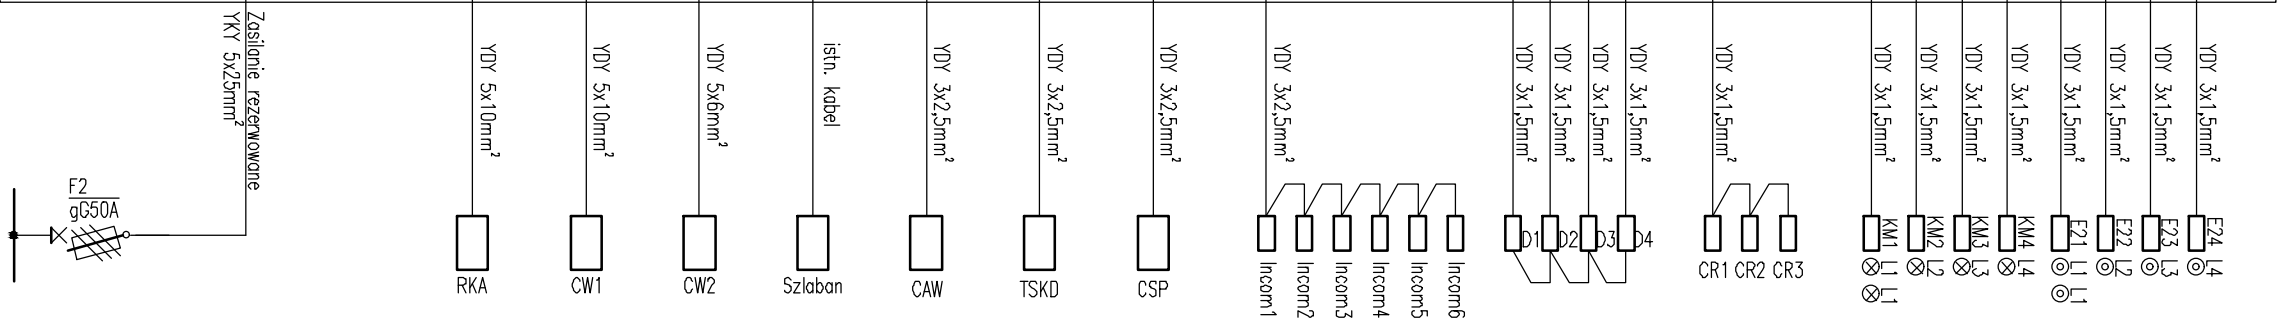 Zasilanie rezerwowane
YKY 5x25mm²
F2
gG50A
YDY 5x10mm²
RKA
YDY 5x10mm²
CW1
YDY 5x6mm²
CW2
istn. kabel
Szlaban
YDY 3x2,5mm²
CAW
YDY 3x2,5mm²
TSKD
YDY 3x2,5mm²
CSP
YDY 3x2,5mm²
Incom1
Incom2
Incom3
Incom4
Incom5
Incom6
YDY 3x1,5mm²
D1
YDY 3x1,5mm²
D2
YDY 3x1,5mm²
D3
YDY 3x1,5mm²
D4
YDY 3x1,5mm²
CR1 CR2 CR3
YDY 3x1,5mm²
KM1 L1
L1
YDY 3x1,5mm²
KM2 L2
YDY 3x1,5mm²
KM3 L3
YDY 3x1,5mm²
KM4 L4
YDY 3x1,5mm²
E21 L1
L1
YDY 3x1,5mm²
E22 L2
YDY 3x1,5mm²
E23 L3
YDY 3x1,5mm²
E24 L4